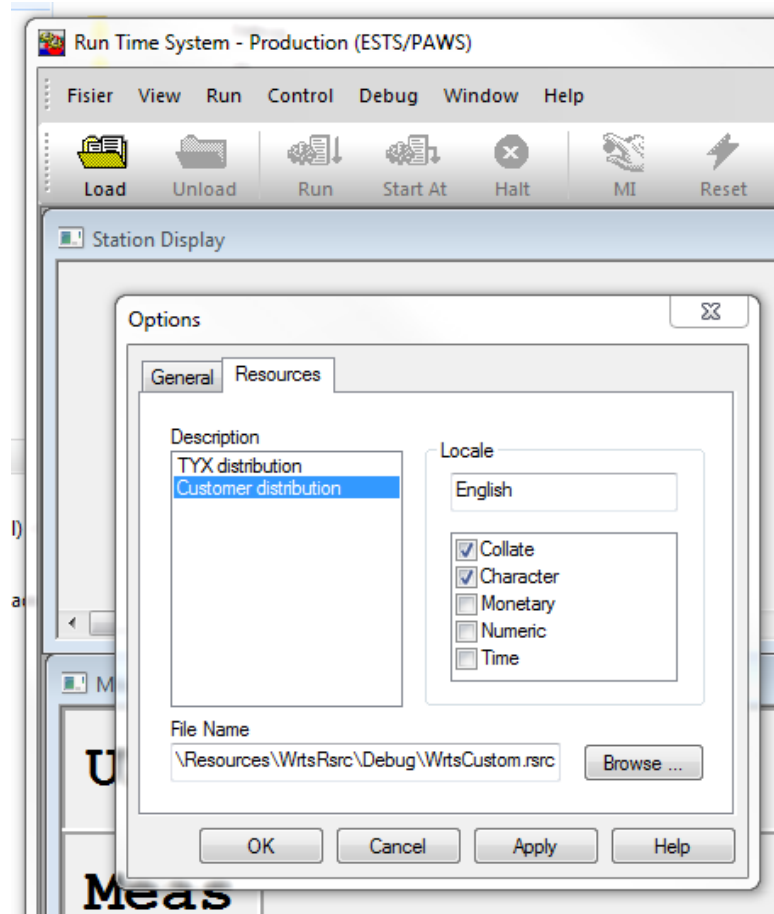 Run Time System - Production (ESTS/PAWS)
Fisier View Run Control Debug Window Help
Load Unload Run Start At Halt MI Reset
Station Display
Options
General Resources
Description
TYX distribution
Customer distribution
Locale
English
Collate
Character
Monetary
Numeric
Time
File Name
\Resources\WrtsRsrc\Debug\WrtsCustom.rsrc
Browse ...
OK Cancel Apply Help
Meas